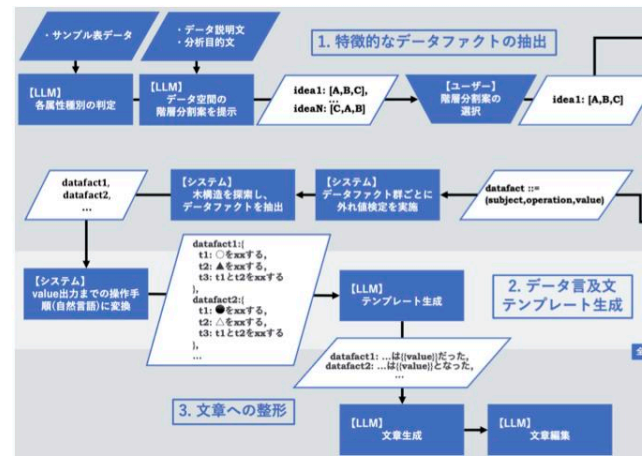 ・サンプル表データ
・データ説明文
・分析目的文
1. 特徴的なデータファクトの抽出
【LLM】
各属性種別の判定
【LLM】
データ空間の
階層分割案を提示
idea1: [A,B,C],
...
ideaN: [C,A,B]
【ユーザー】
階層分割案の
選択
idea1: [A,B,C]
datafact1,
datafact2,
...
【システム】
木構造を探索し、
データファクトを抽出
【システム】
データファクト群ごとに
外れ値検定を実施
datafact ::=
(subject,operation,value)
【システム】
value出力までの操作手
順(自然言語)に変換
datafact1:{
t1: ○をxxする,
t2: ▲をxxする,
t3: t1とt2をxxする
},
datafact2:{
t1: ●をxxする,
t2: △をxxする,
t3: t1とt2をxxする
},
...
【LLM】
テンプレート生成
2. データ言及文
テンプレート生成
datafact1: ...は{{value}}だった,
datafact2: ...は{{value}}となった,
...
全
3. 文章への整形
【LLM】
文章生成
【LLM】
文章編集